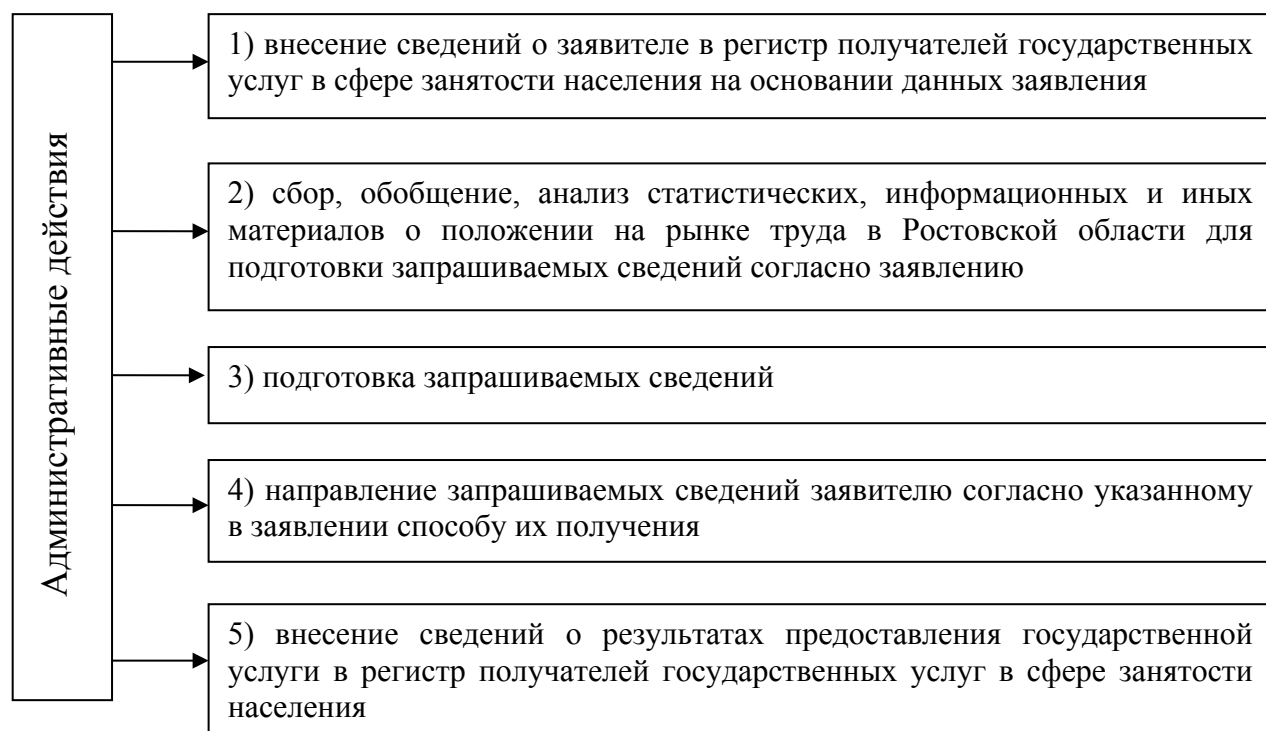 Административные действия
1) внесение сведений о заявителе в регистр получателей государственных
услуг в сфере занятости населения на основании данных заявления
2) сбор, обобщение, анализ статистических, информационных и иных
материалов о положении на рынке труда в Ростовской области для
подготовки запрашиваемых сведений согласно заявлению
3) подготовка запрашиваемых сведений
4) направление запрашиваемых сведений заявителю согласно указанному
в заявлении способу их получения
5) внесение сведений о результатах предоставления государственной
услуги в регистр получателей государственных услуг в сфере занятости
населения